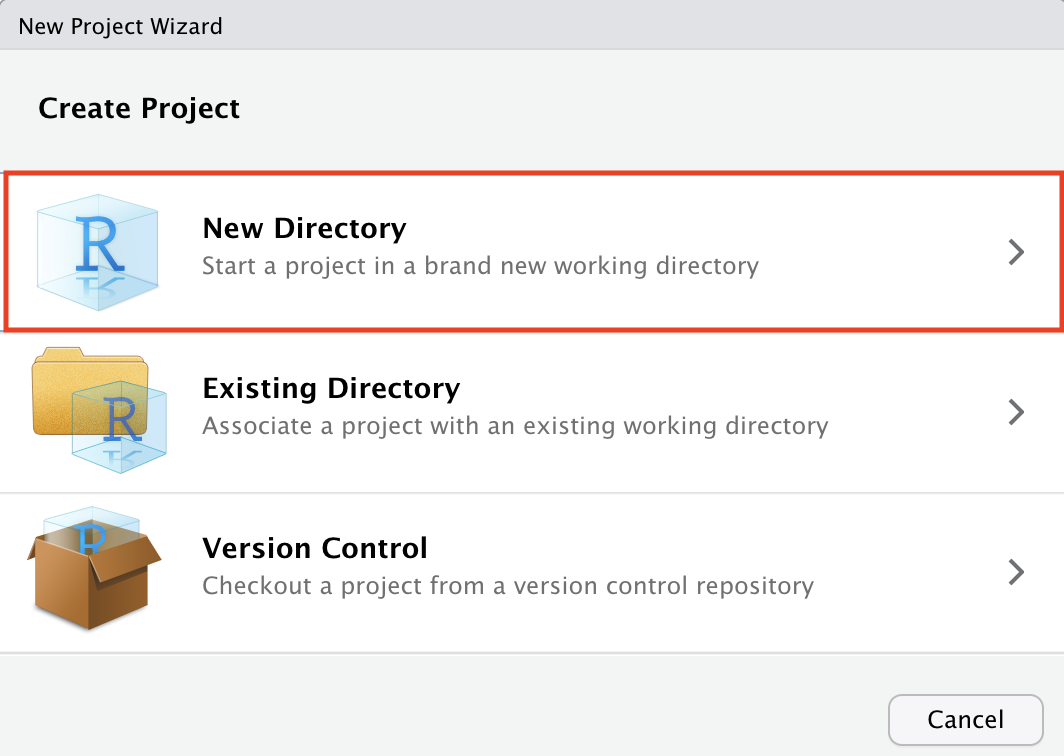 New Project Wizard
Create Project
R
New Directory
Start a project in a brand new working directory
R
Existing Directory
Associate a project with an existing working directory
R
Version Control
Checkout a project from a version control repository
Cancel